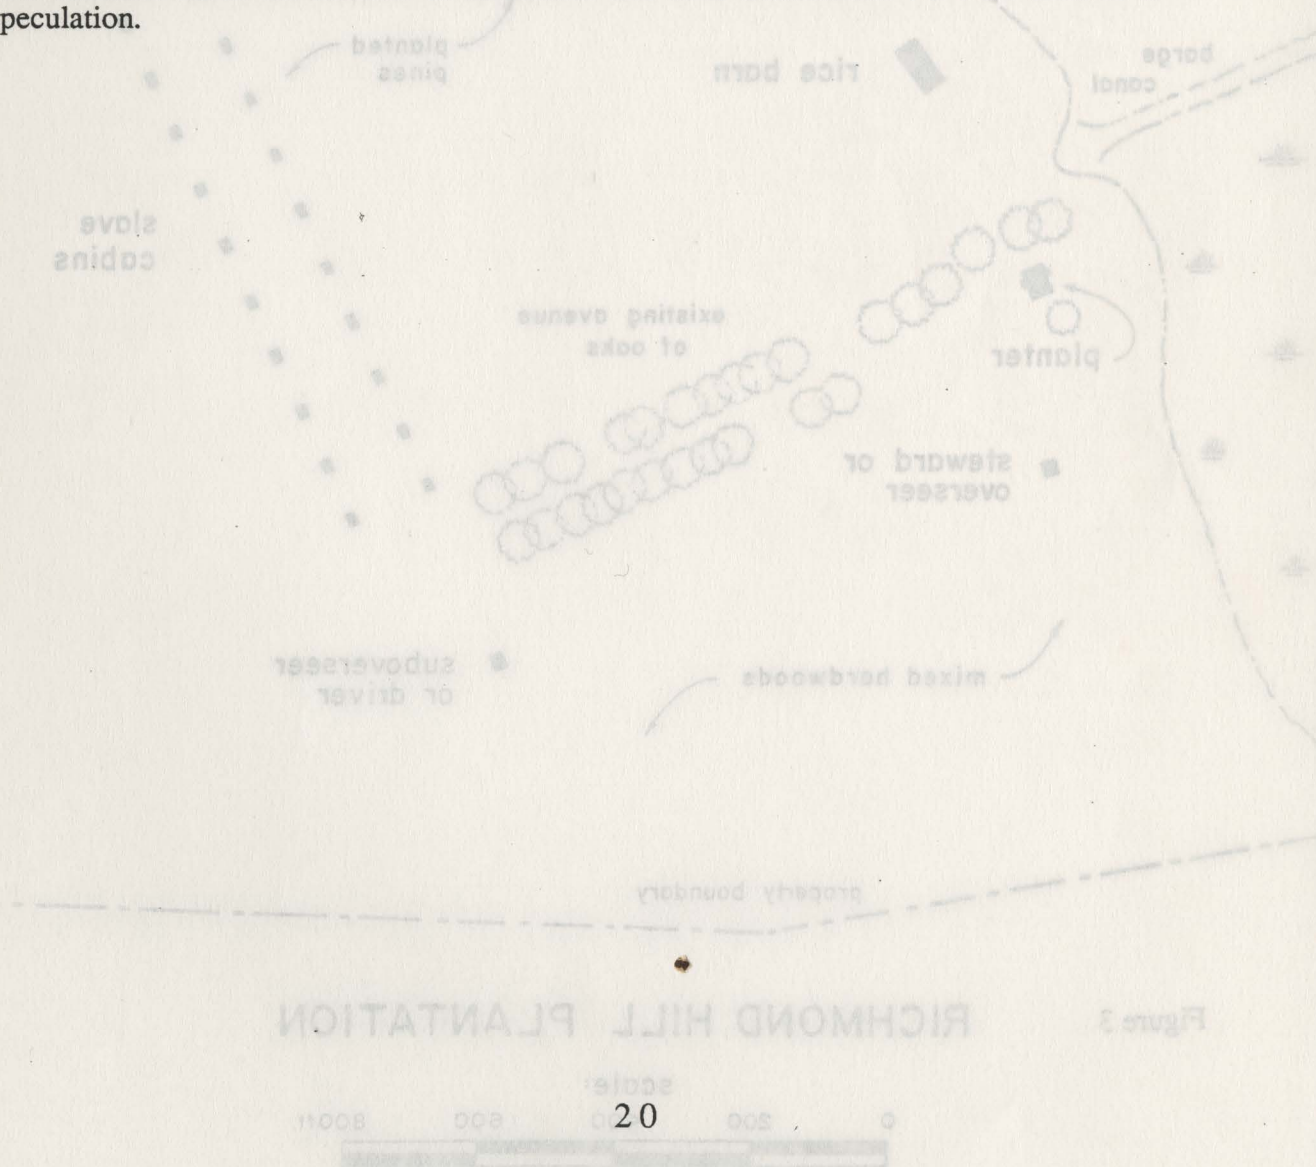 peculation.
planted
pines
rice barn
barge
canal
slave
cabins
existing avenue
of oaks
planter
steward or
overseer
suboverseer
or driver
mixed hardwoods
property boundary
Figure 3
RICHMOND HILL PLANTATION
scale:
0 200 600 800ft.
20